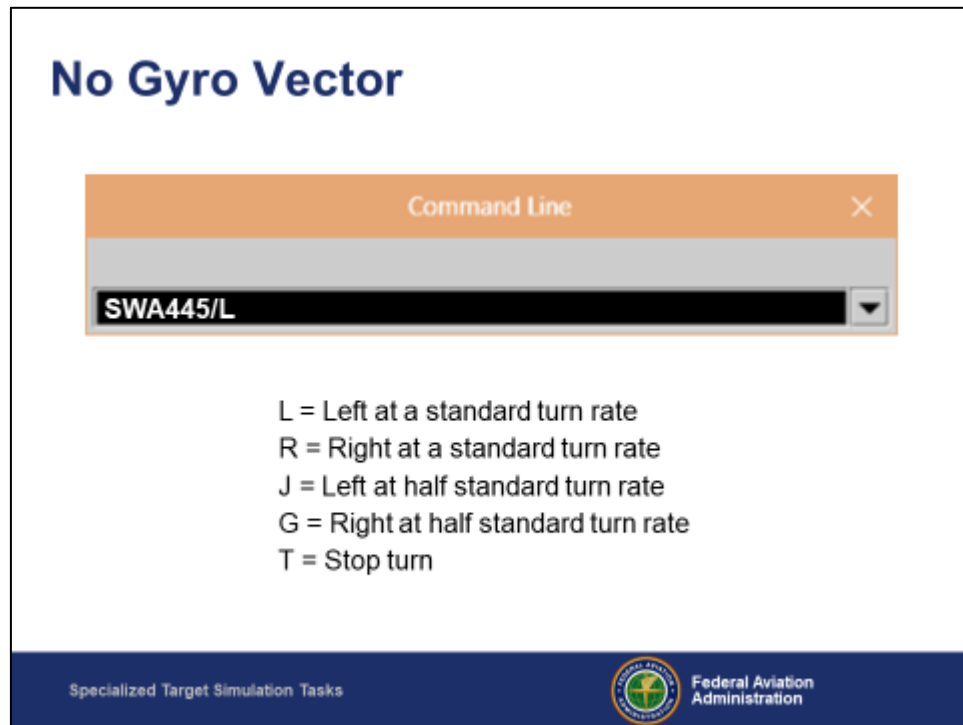 No Gyro Vector
Command Line
SWA445/L
L = Left at a standard turn rate
R = Right at a standard turn rate
J = Left at half standard turn rate
G = Right at half standard turn rate
T = Stop turn
Specialized Target Simulation Tasks
Federal Aviation
Administration